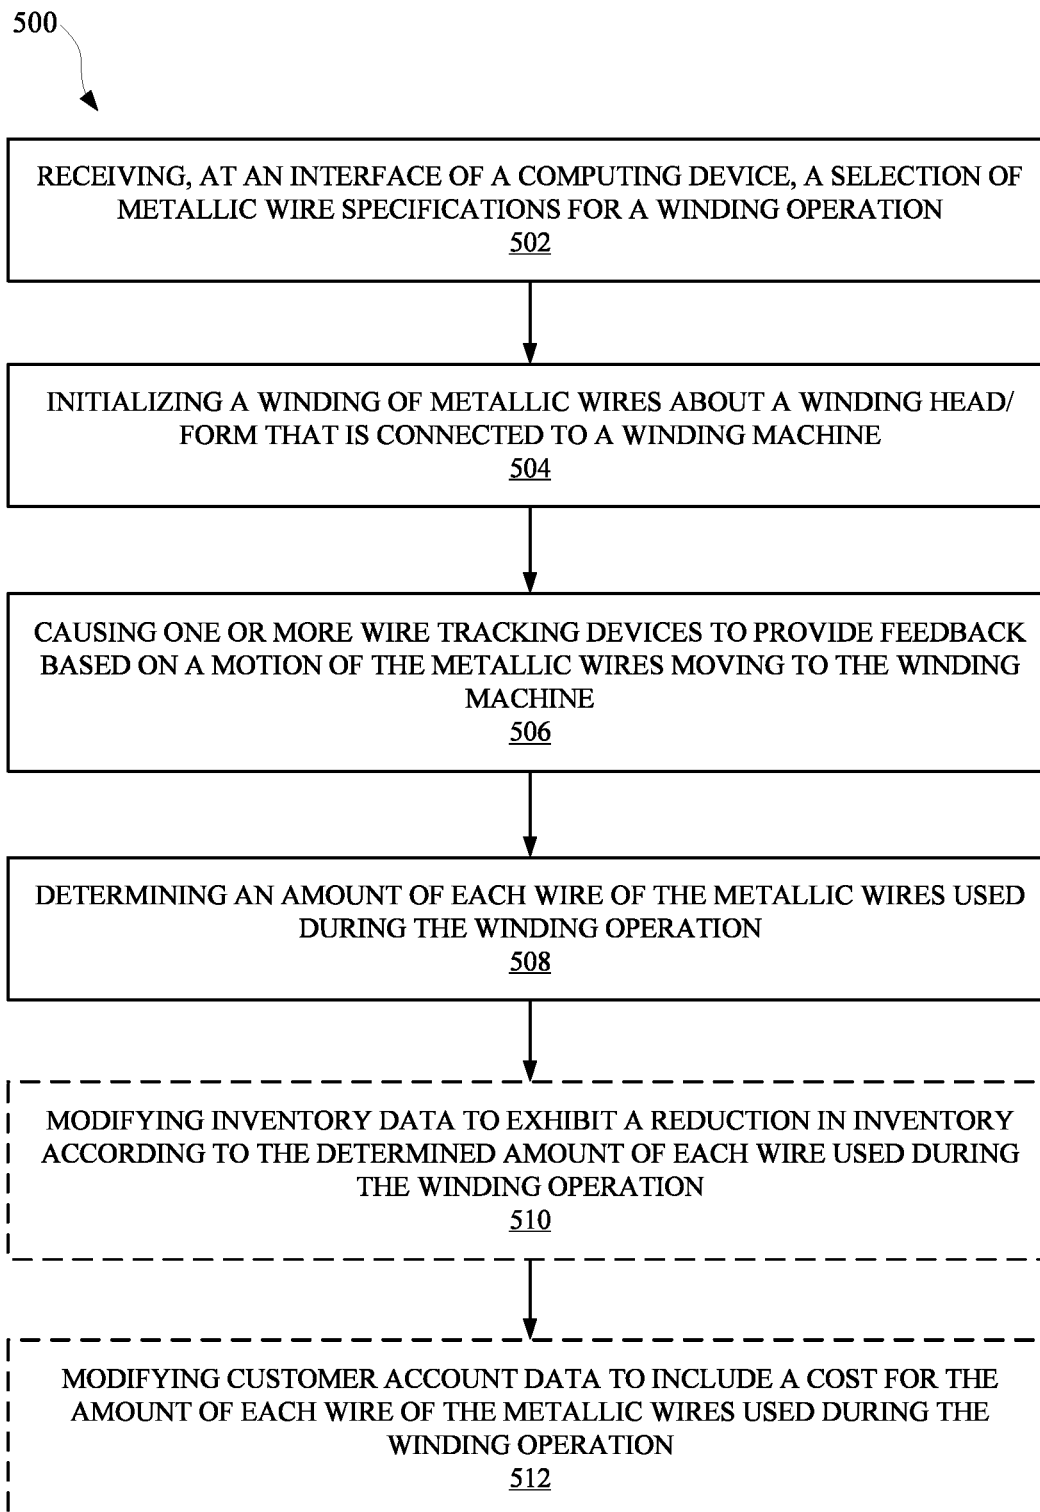 500
RECEIVING, AT AN INTERFACE OF A COMPUTING DEVICE, A SELECTION OF
METALLIC WIRE SPECIFICATIONS FOR A WINDING OPERATION
502
INITIALIZING A WINDING OF METALLIC WIRES ABOUT A WINDING HEAD/
FORM THAT IS CONNECTED TO A WINDING MACHINE
504
CAUSING ONE OR MORE WIRE TRACKING DEVICES TO PROVIDE FEEDBACK
BASED ON A MOTION OF THE METALLIC WIRES MOVING TO THE WINDING
MACHINE
506
DETERMINING AN AMOUNT OF EACH WIRE OF THE METALLIC WIRES USED
DURING THE WINDING OPERATION
508
MODIFYING INVENTORY DATA TO EXHIBIT A REDUCTION IN INVENTORY
ACCORDING TO THE DETERMINED AMOUNT OF EACH WIRE USED DURING
THE WINDING OPERATION
510
MODIFYING CUSTOMER ACCOUNT DATA TO INCLUDE A COST FOR THE
AMOUNT OF EACH WIRE OF THE METALLIC WIRES USED DURING THE
WINDING OPERATION
512